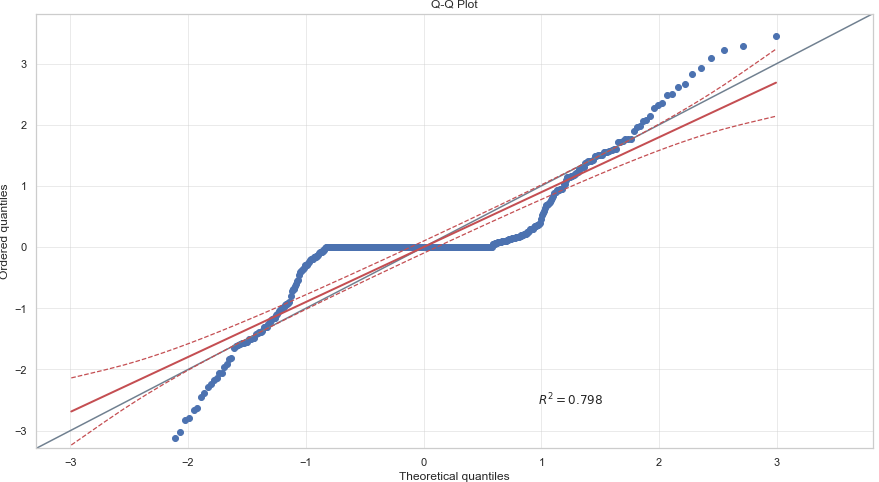 Q-Q Plot
Ordered quantiles
3
2
1
0
−1
−2
−3
R² = 0.798
−3 −2 −1 0 1 2 3
Theoretical quantiles